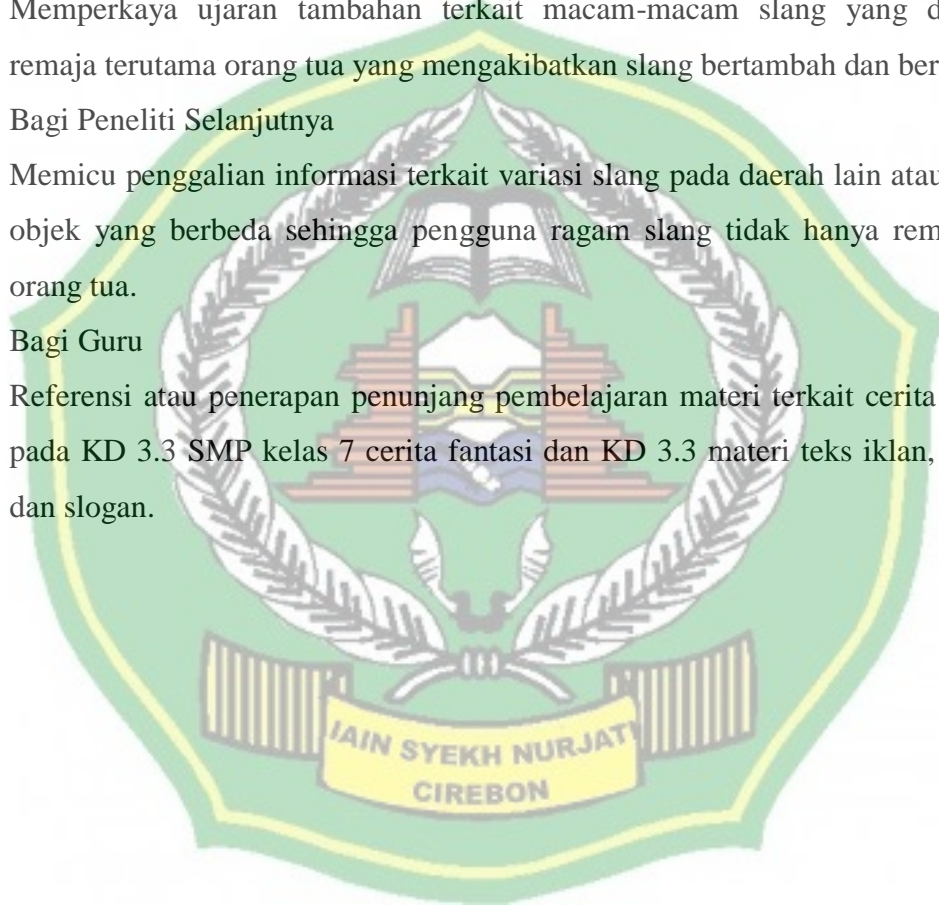 Memperkaya ujaran tambahan terkait macam-macam slang yang
remaja terutama orang tua yang mengakibatkan slang bertambah dan
Bagi Peneliti Selanjutnya
Memicu penggalian informasi terkait variasi slang pada daerah lain atau
objek yang berbeda sehingga pengguna ragam slang tidak hanya
orang tua.
Bagi Guru
Referensi atau penerapan penunjang pembelajaran materi terkait cerita
pada KD 3.3 SMP kelas 7 cerita fantasi dan KD 3.3 materi teks iklan,
dan slogan.
IAIN SYEKH NURJATI
CIREBON